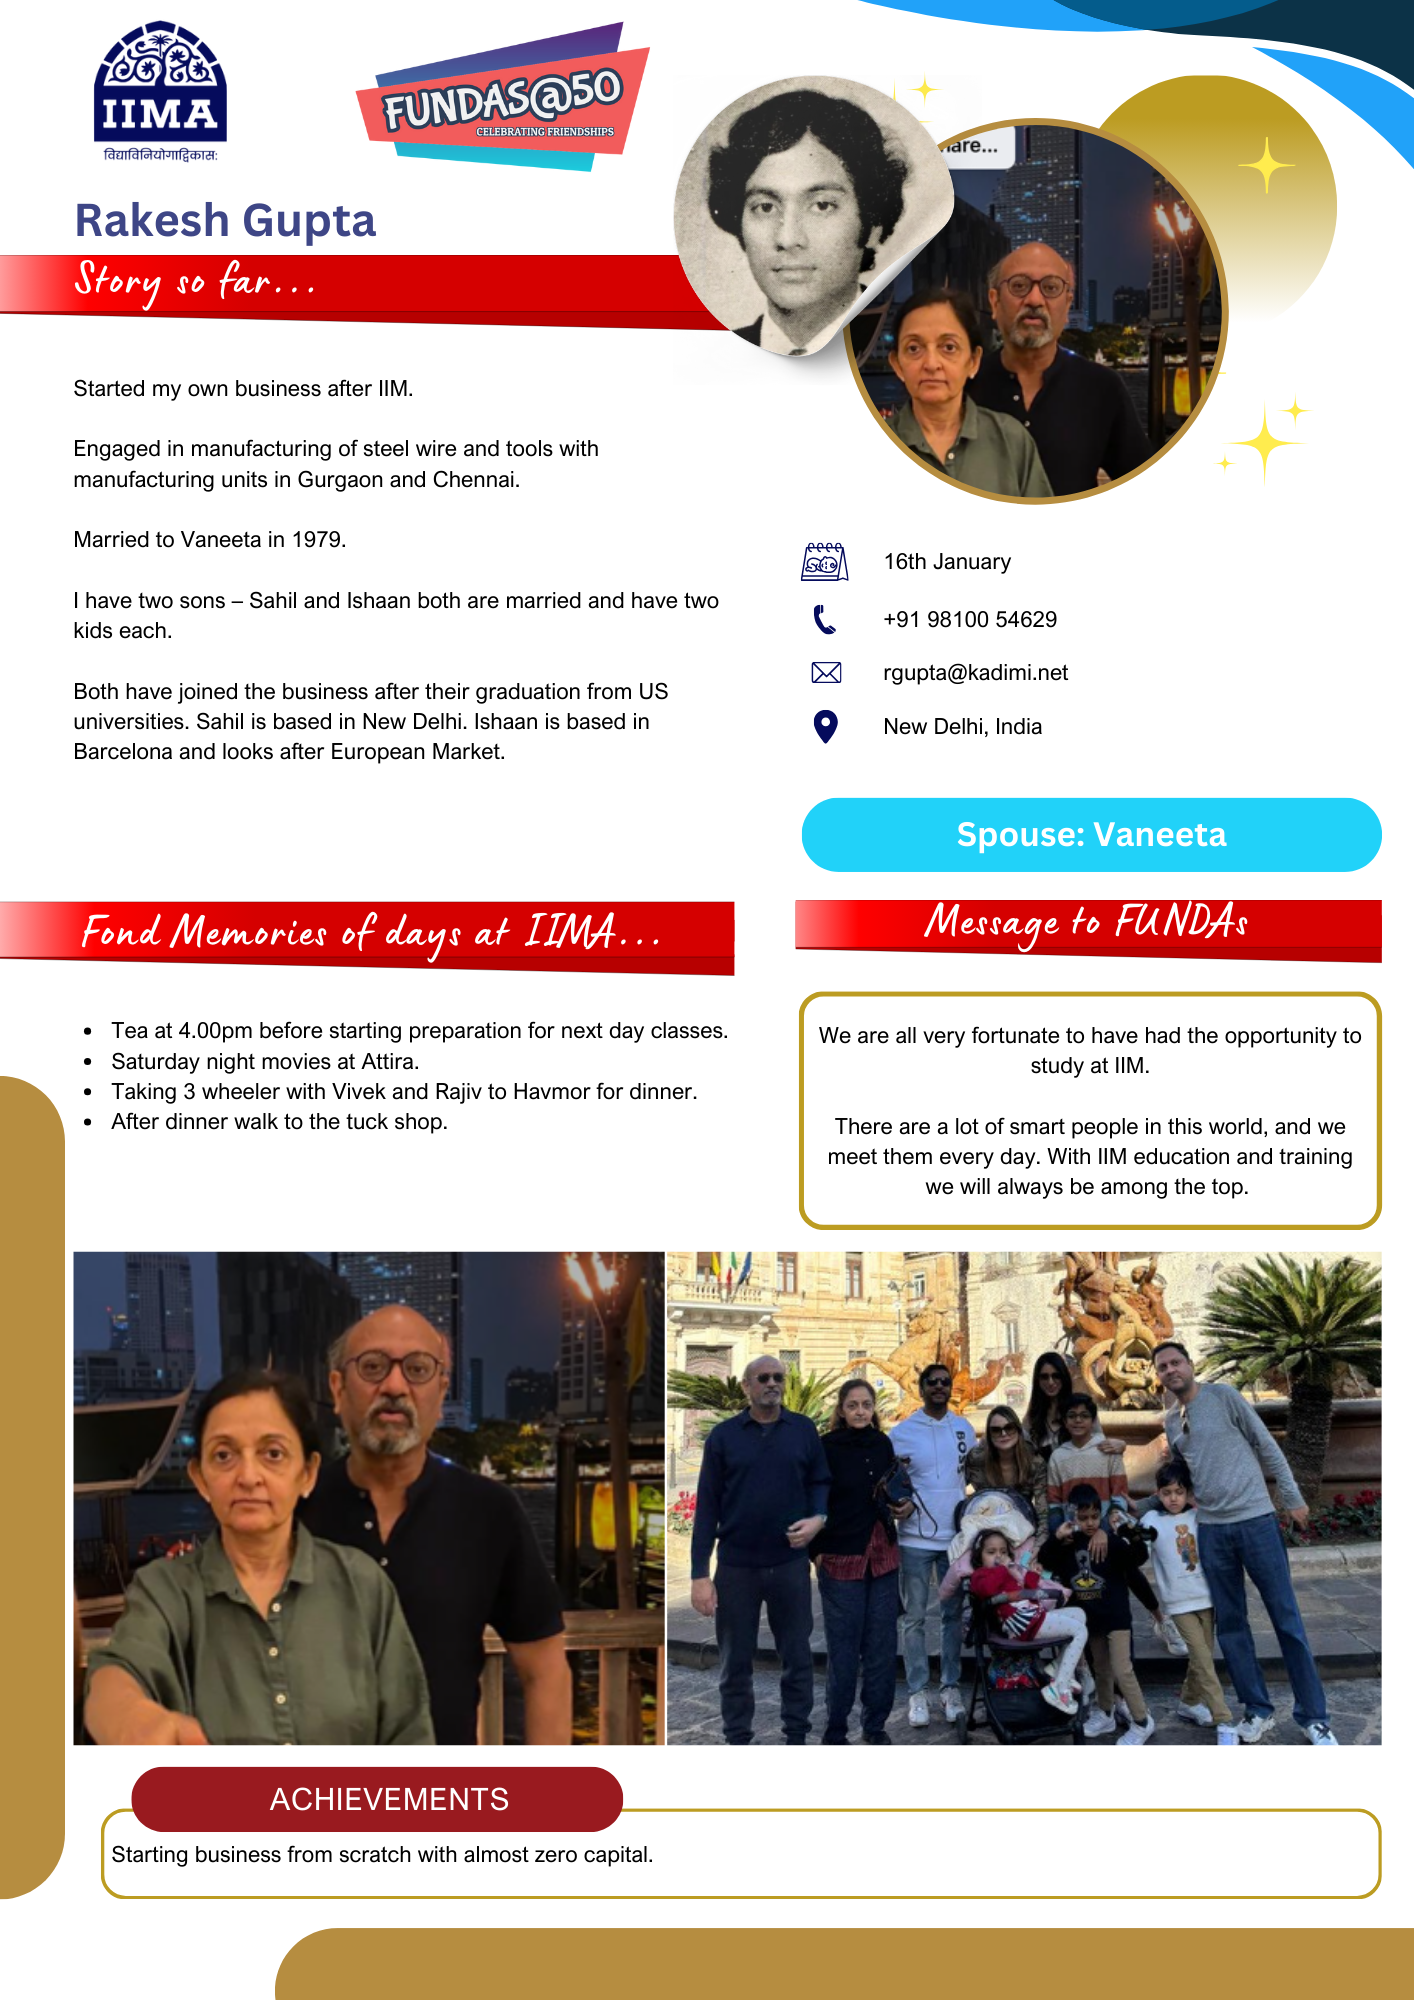 IIMA
विद्याविनियोगाद्विकासः
FUNDAS@50
CELEBRATING FRIENDSHIPS
Rakesh Gupta
Story so far...
Started my own business after IIM.
Engaged in manufacturing of steel wire and tools with
manufacturing units in Gurgaon and Chennai.
Married to Vaneeta in 1979.
I have two sons – Sahil and Ishaan both are married and have two
kids each.
Both have joined the business after their graduation from US
universities. Sahil is based in New Delhi. Ishaan is based in
Barcelona and looks after European Market.
16th January
+91 98100 54629
rgupta@kadimi.net
New Delhi, India
Spouse: Vaneeta
Fond Memories of days at IIMA...
• Tea at 4.00pm before starting preparation for next day classes.
• Saturday night movies at Attira.
• Taking 3 wheeler with Vivek and Rajiv to Havmor for dinner.
• After dinner walk to the tuck shop.
Message to FUNDAs
We are all very fortunate to have had the opportunity to
study at IIM.
There are a lot of smart people in this world, and we
meet them every day. With IIM education and training
we will always be among the top.
BOSS
ACHIEVEMENTS
Starting business from scratch with almost zero capital.